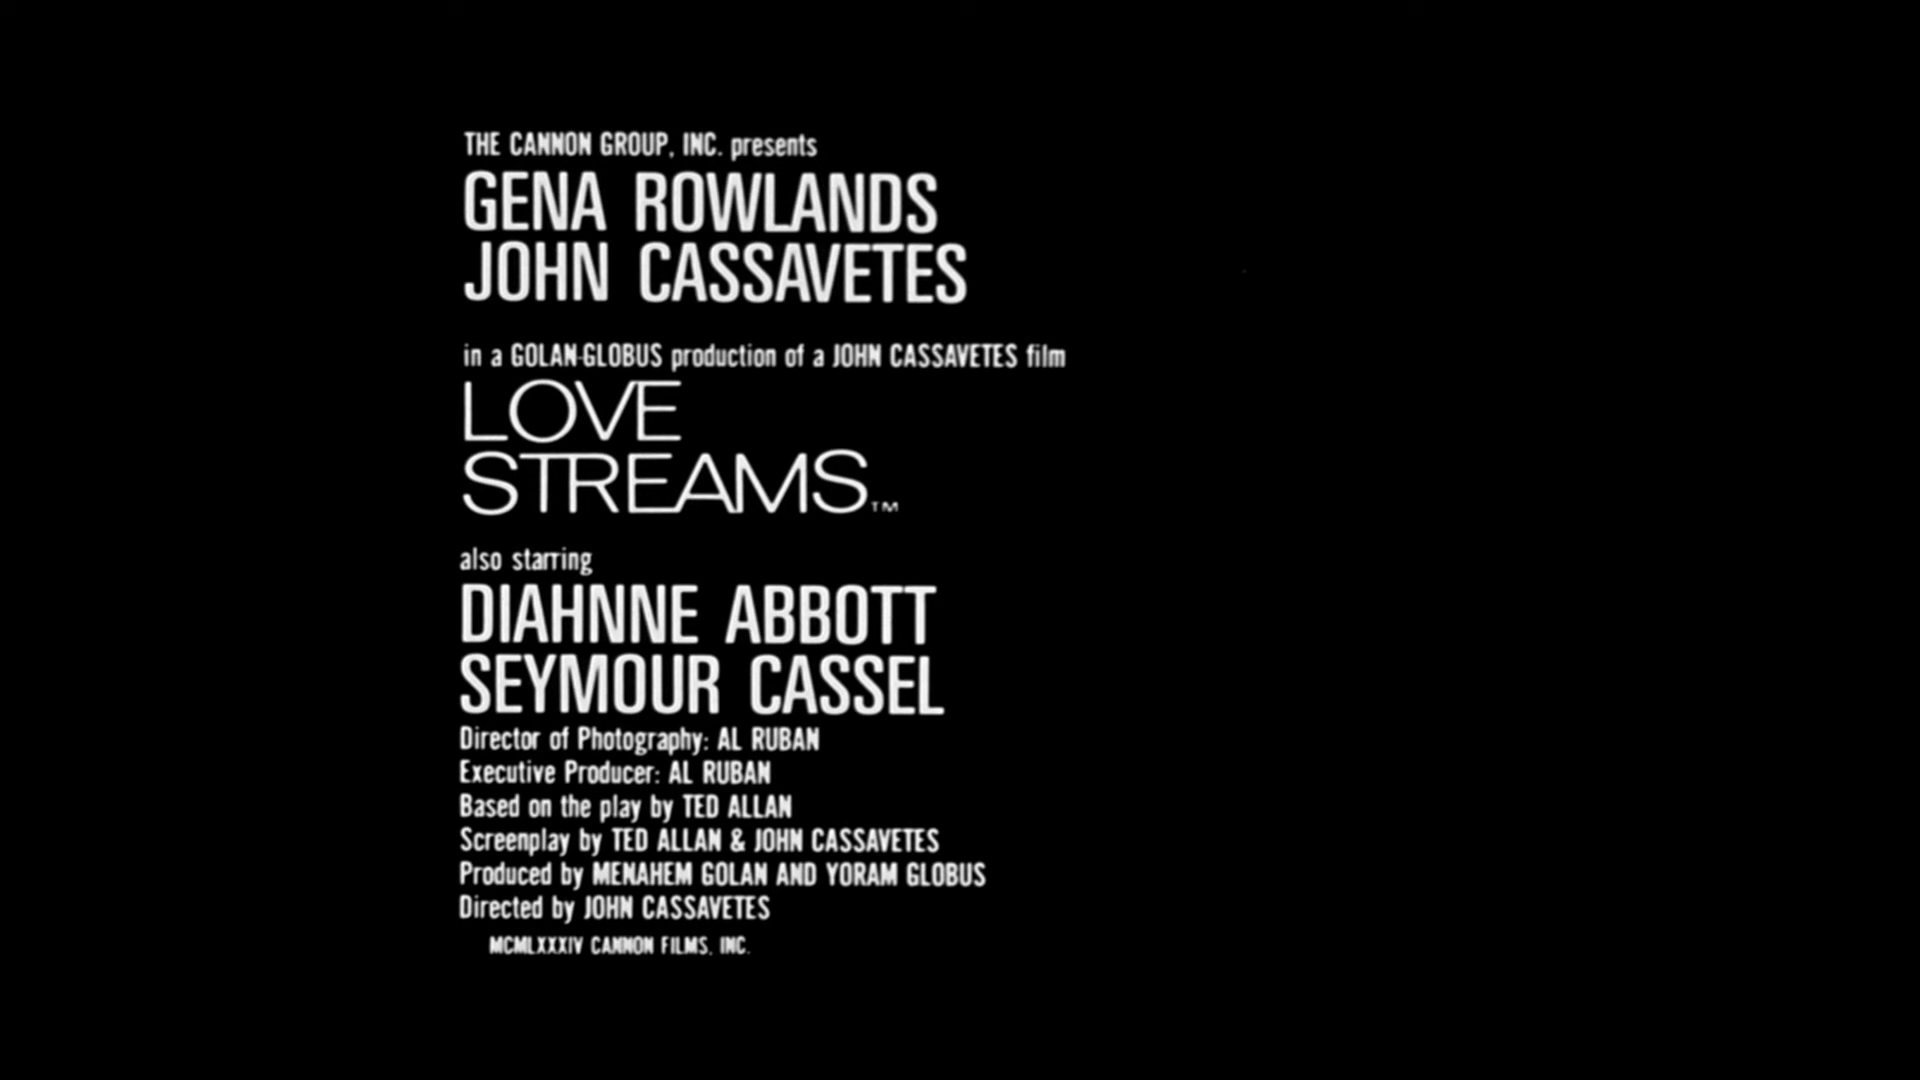 THE CANNON GROUP, INC. presents
GENA ROWLANDS
JOHN CASSAVETES
in a GOLAN-GLOBUS production of a JOHN CASSAVETES film
LOVE
STREAMS™
also starring
DIAHNNE ABBOTT
SEYMOUR CASSEL
Director of Photography: AL RUBAN
Executive Producer: AL RUBAN
Based on the play by TED ALLAN
Screenplay by TED ALLAN & JOHN CASSAVETES
Produced by MENAHEM GOLAN AND YORAM GLOBUS
Directed by JOHN CASSAVETES
MCMLXXXIV CANNON FILMS, INC.